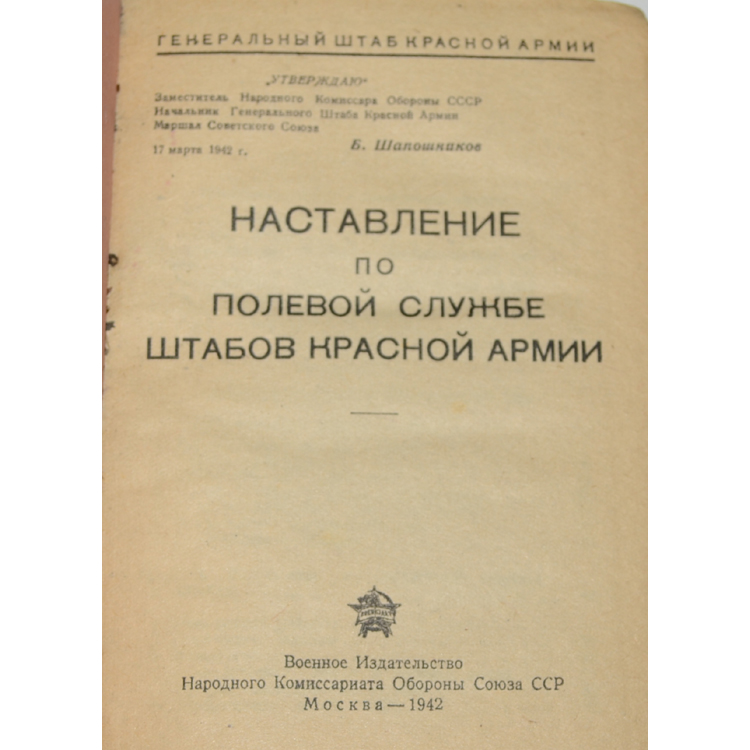 ГЕНЕРАЛЬНЫЙ ШТАБ КРАСНОЙ АРМИИ
„УТВЕРЖДАЮ“
Заместитель Народного Комиссара Обороны СССР
Начальник Генерального Штаба Красной Армии
Маршал Советского Союза
Б. Шапошников
17 марта 1942 г.
НАСТАВЛЕНИЕ
ПО
ПОЛЕВОЙ СЛУЖБЕ
ШТАБОВ КРАСНОЙ АРМИИ
ВОЕНИЗДАТ
Военное Издательство
Народного Комиссариата Обороны Союза ССР
Москва—1942